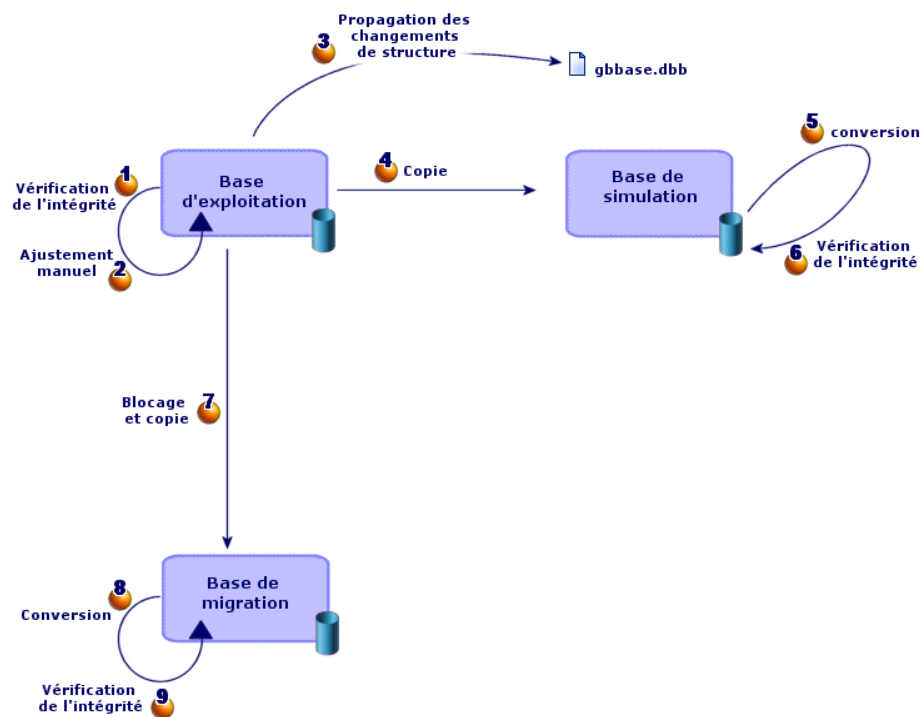 Propagation des
changements
de structure
3
gbbase.dbb
1
Vérification
de l'intégrité
Ajustement
manuel
2
Base
d'exploitation
4
Copie
Base de
simulation
5
conversion
6
Vérification
de l'intégrité
Blocage
et copie
7
Base de
migration
8
Conversion
Vérification
de l'intégrité
9